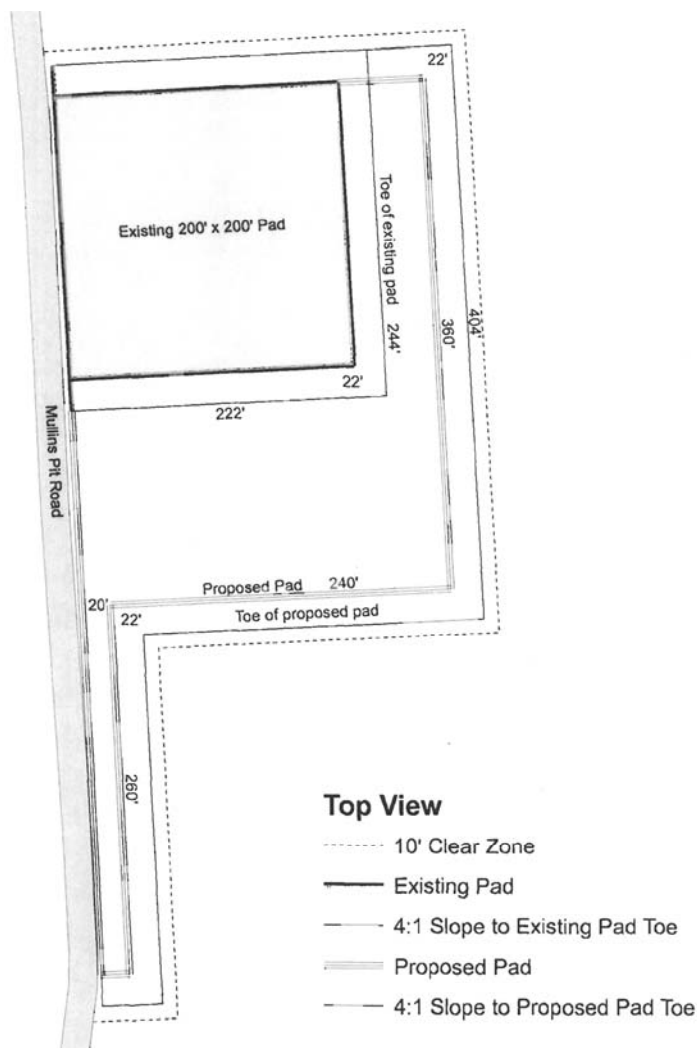 22'
Existing 200' x 200' Pad
Toe of existing pad 244'
360'
404'
22'
222'
Mullins Pit Road
Proposed Pad 240'
20'
22'
Toe of proposed pad
260'
Top View
10' Clear Zone
Existing Pad
4:1 Slope to Existing Pad Toe
Proposed Pad
4:1 Slope to Proposed Pad Toe